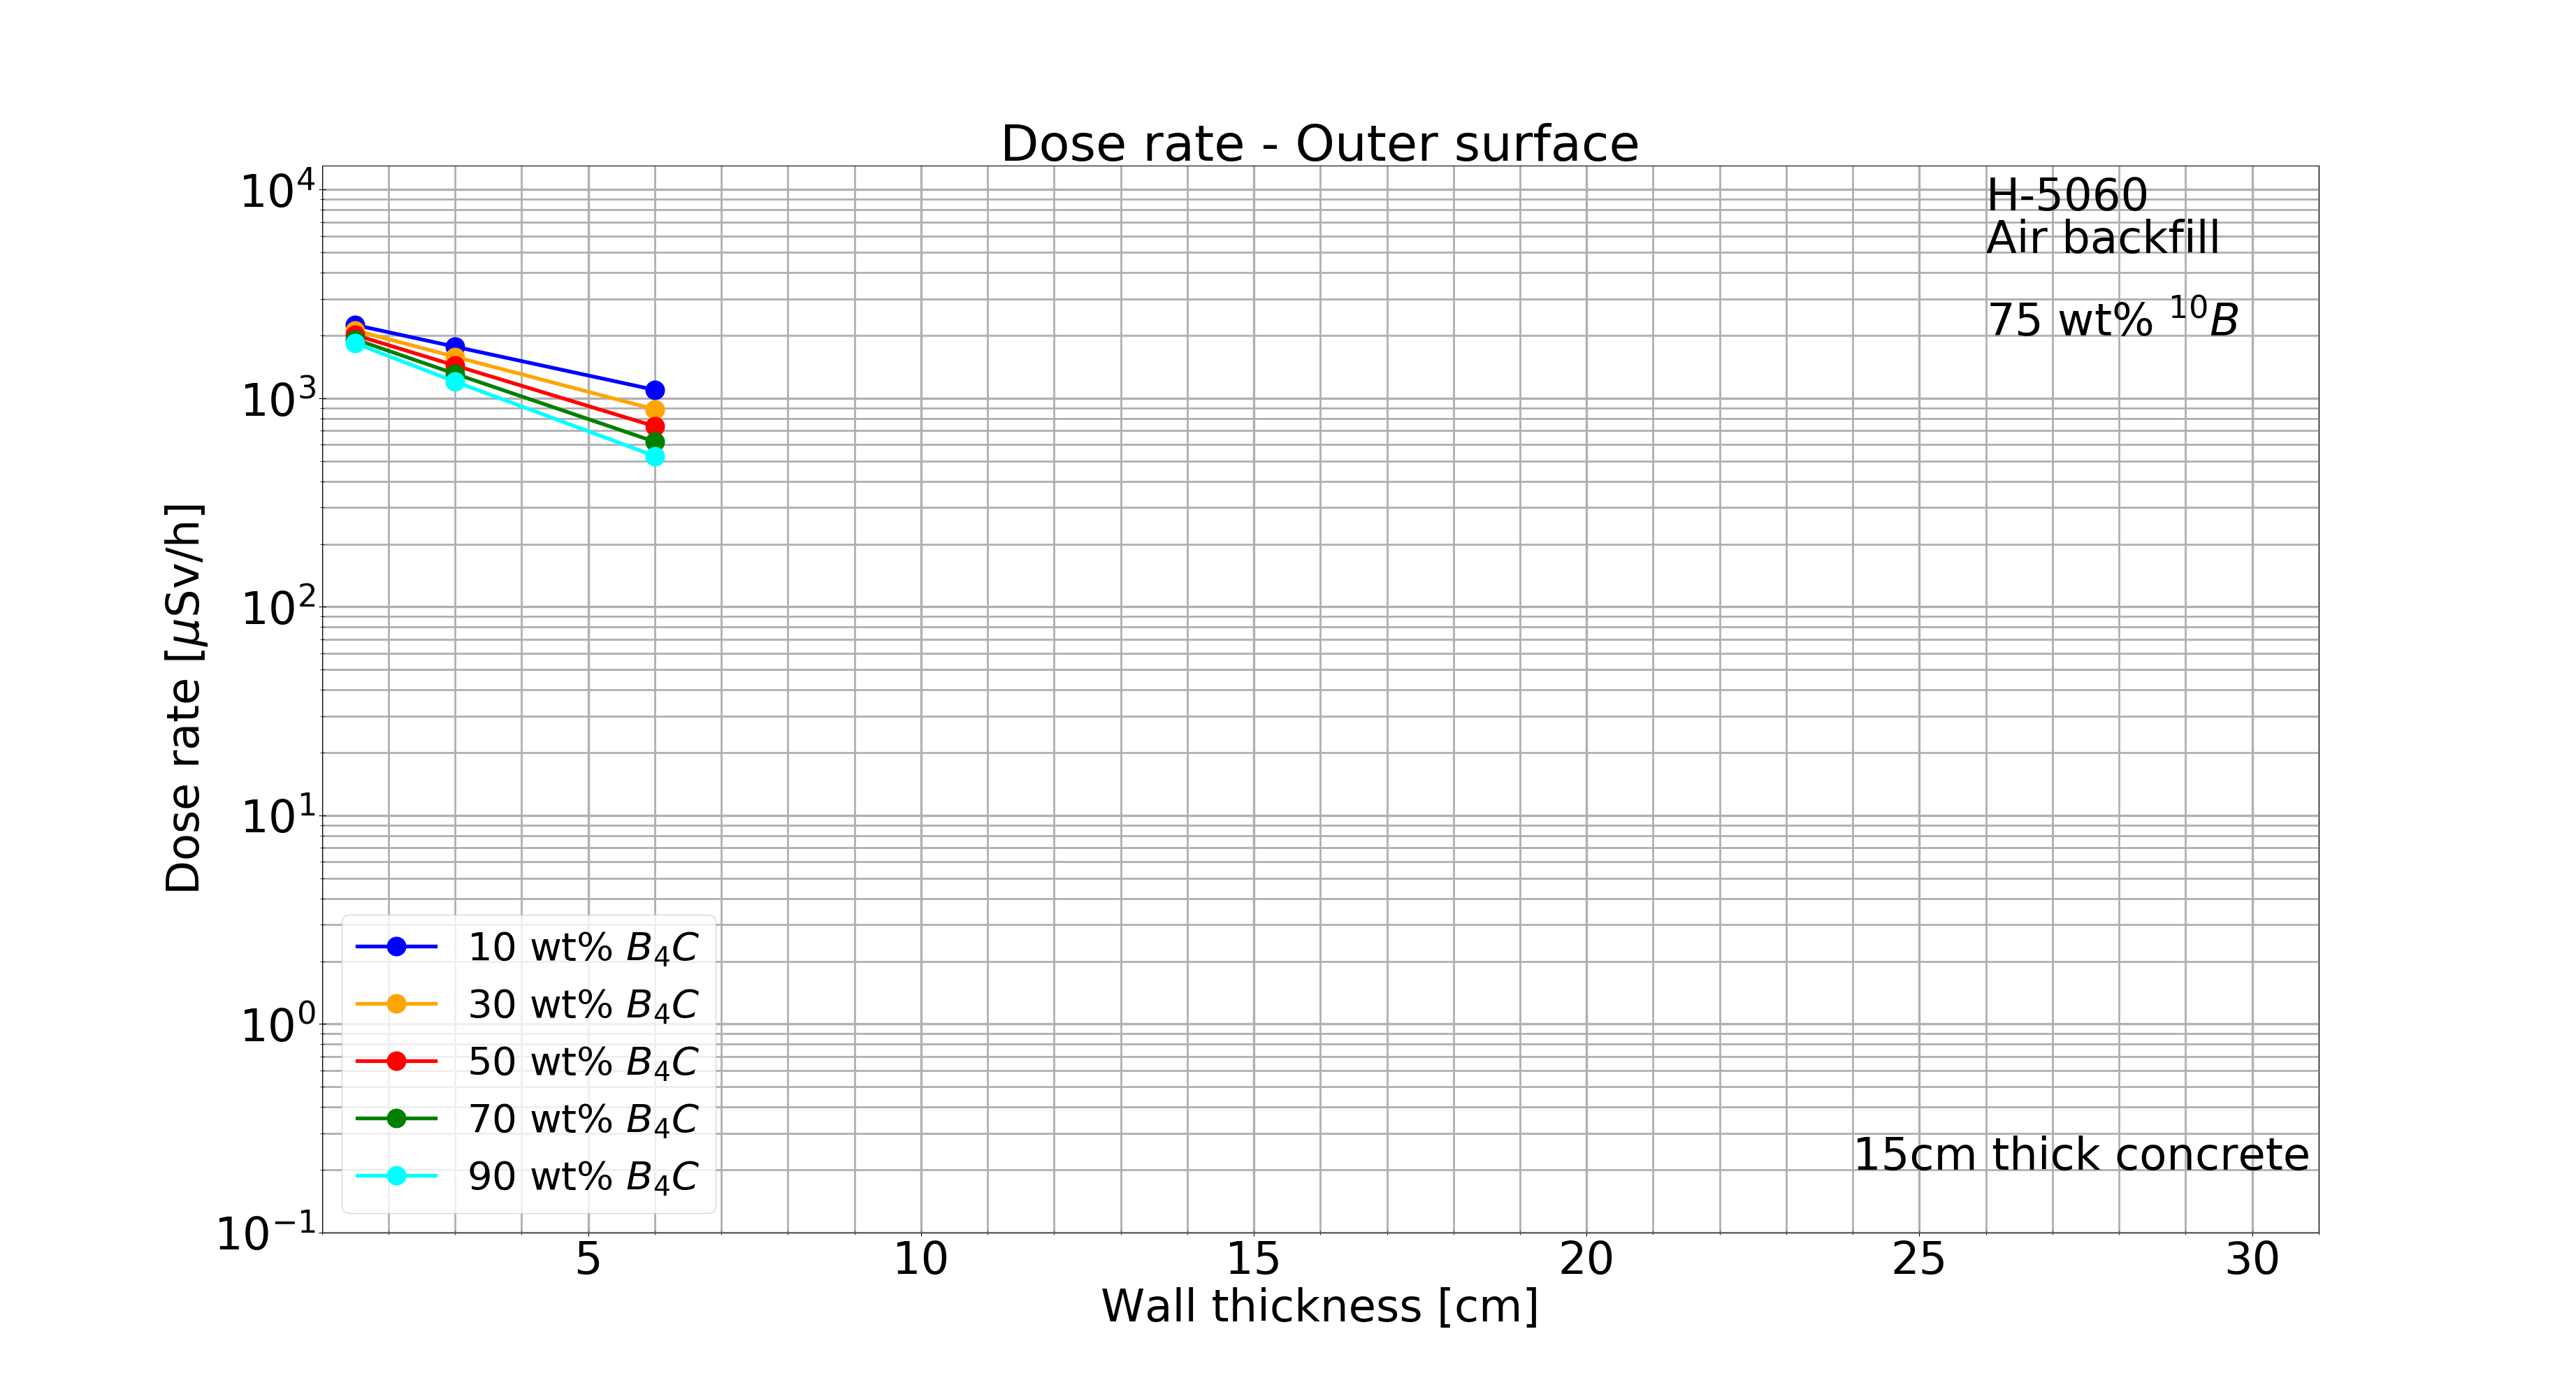 Dose rate - Outer surface
10⁴
10³
10²
10¹
10⁰
10⁻¹
Dose rate [μSv/h]
H-5060
Air backfill
75 wt% ¹⁰B
10 wt% B₄C
30 wt% B₄C
50 wt% B₄C
70 wt% B₄C
90 wt% B₄C
15cm thick concrete
5 10 15 20 25 30
Wall thickness [cm]